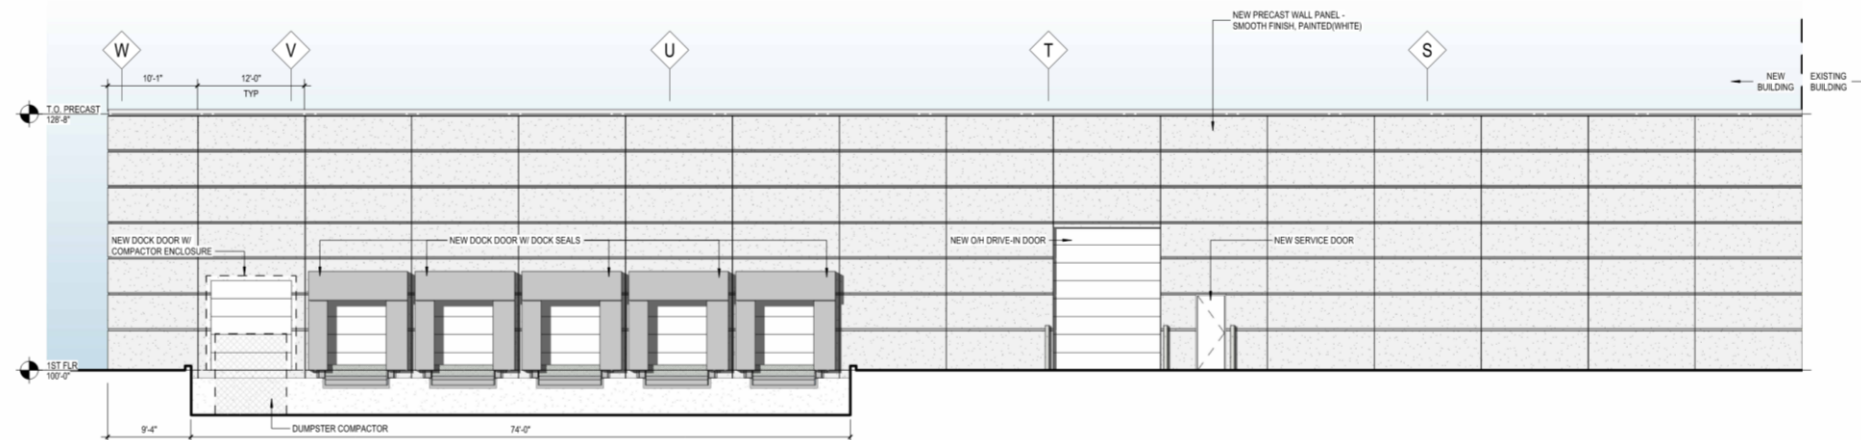 NEW PRECAST WALL PANEL -
SMOOTH FINISH, PAINTED(WHITE)
W
V
U
T
S
10'-1"
12'-0"
TYP
NEW
BUILDING
EXISTING
BUILDING
T.O. PRECAST
128'-8"
NEW DOCK DOOR W/
COMPACTOR ENCLOSURE
NEW DOCK DOOR W/ DOCK SEALS
NEW O/H DRIVE-IN DOOR
NEW SERVICE DOOR
1ST FLR
100'-0"
DUMPSTER COMPACTOR
9'-4"
74'-0"